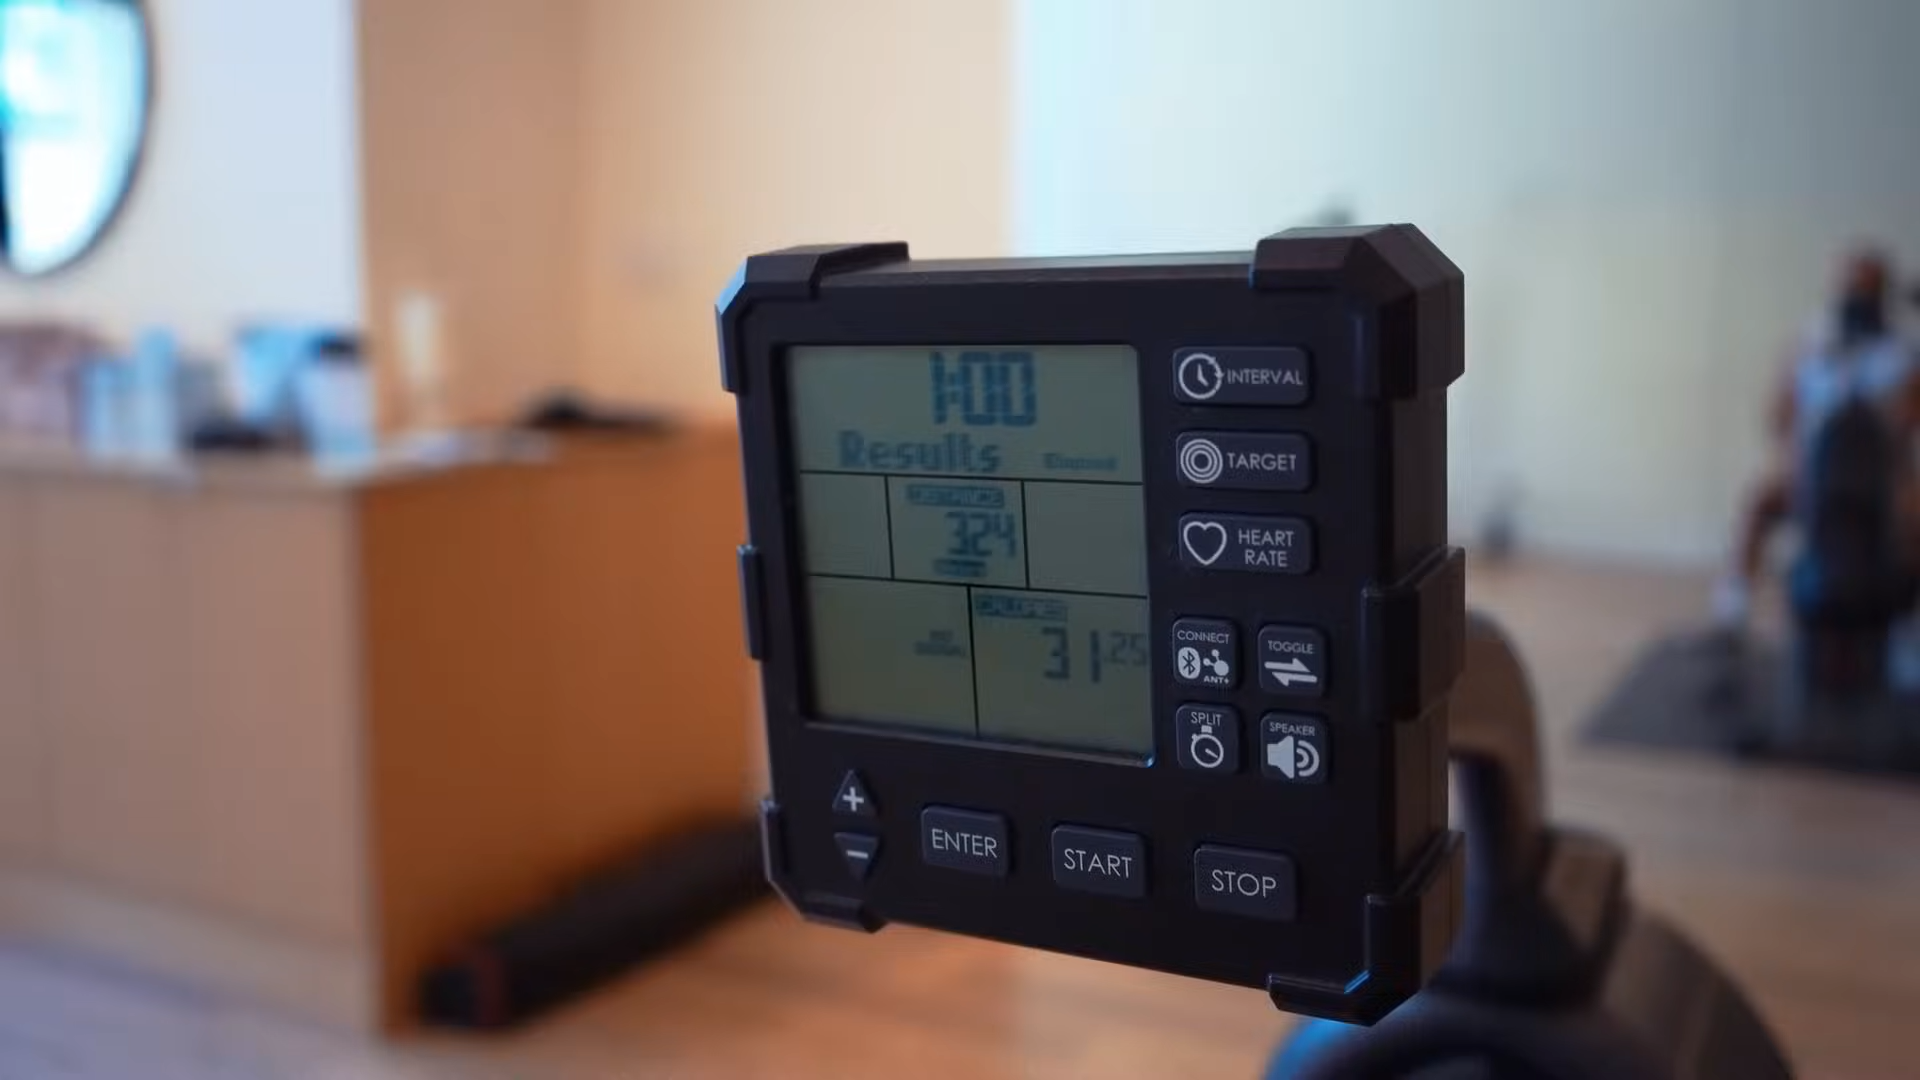 1:00
Results Elapsed
DISTANCE
324
CALORIES
31 25
INTERVAL
TARGET
HEART
RATE
CONNECT
ANT+
TOGGLE
SPLIT
SPEAKER
+
−
ENTER
START
STOP